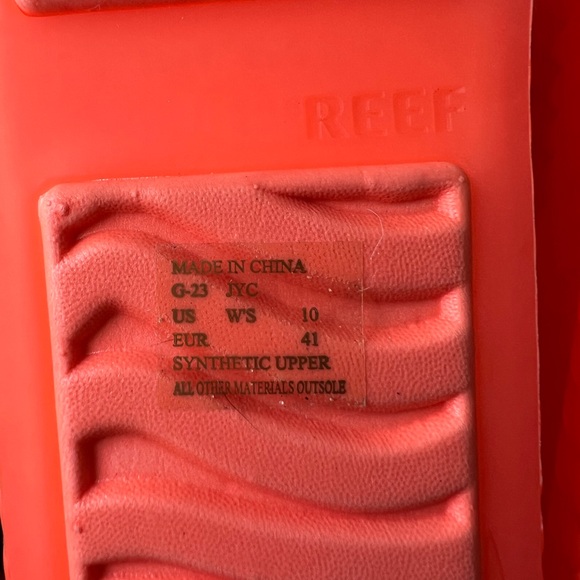 REEF
MADE IN CHINA
G-23 JYC
US W'S 10
EUR 41
SYNTHETIC UPPER
ALL OTHER MATERIALS OUTSOLE